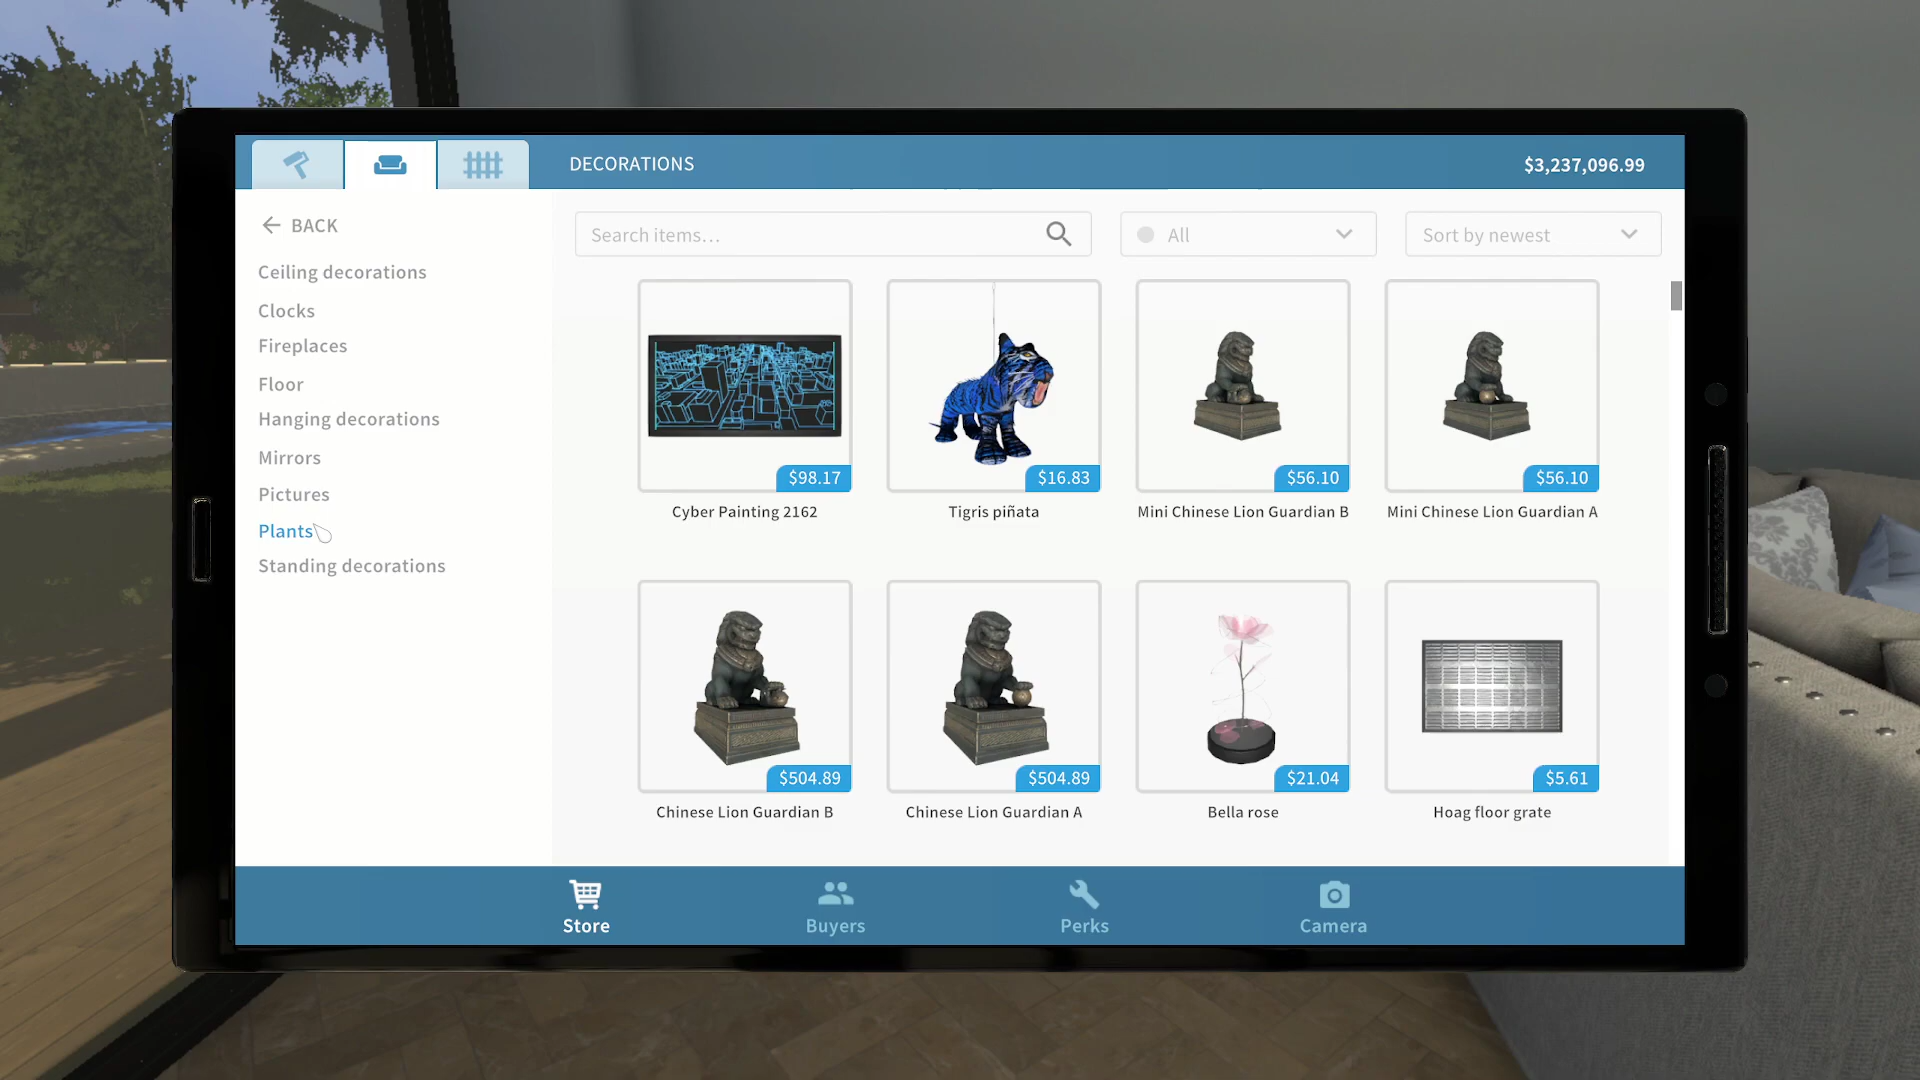 DECORATIONS
$3,237,096.99
BACK
Ceiling decorations
Clocks
Fireplaces
Floor
Hanging decorations
Mirrors
Pictures
Plants
Standing decorations
Search items...
All
Sort by newest
$98.17
$16.83
$56.10
$56.10
Cyber Painting 2162
Tigris piñata
Mini Chinese Lion Guardian B
Mini Chinese Lion Guardian A
$504.89
$504.89
$21.04
$5.61
Chinese Lion Guardian B
Chinese Lion Guardian A
Bella rose
Hoag floor grate
Store
Buyers
Perks
Camera